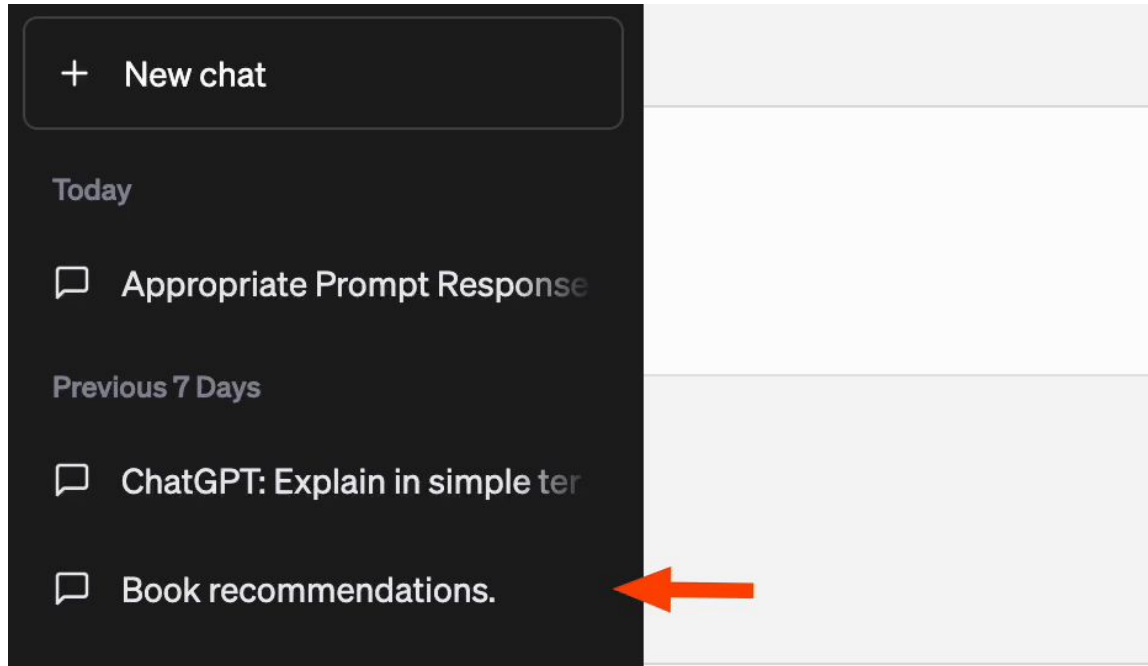 New chat
Today
Appropriate Prompt Response
Previous 7 Days
ChatGPT: Explain in simple ter
Book recommendations.